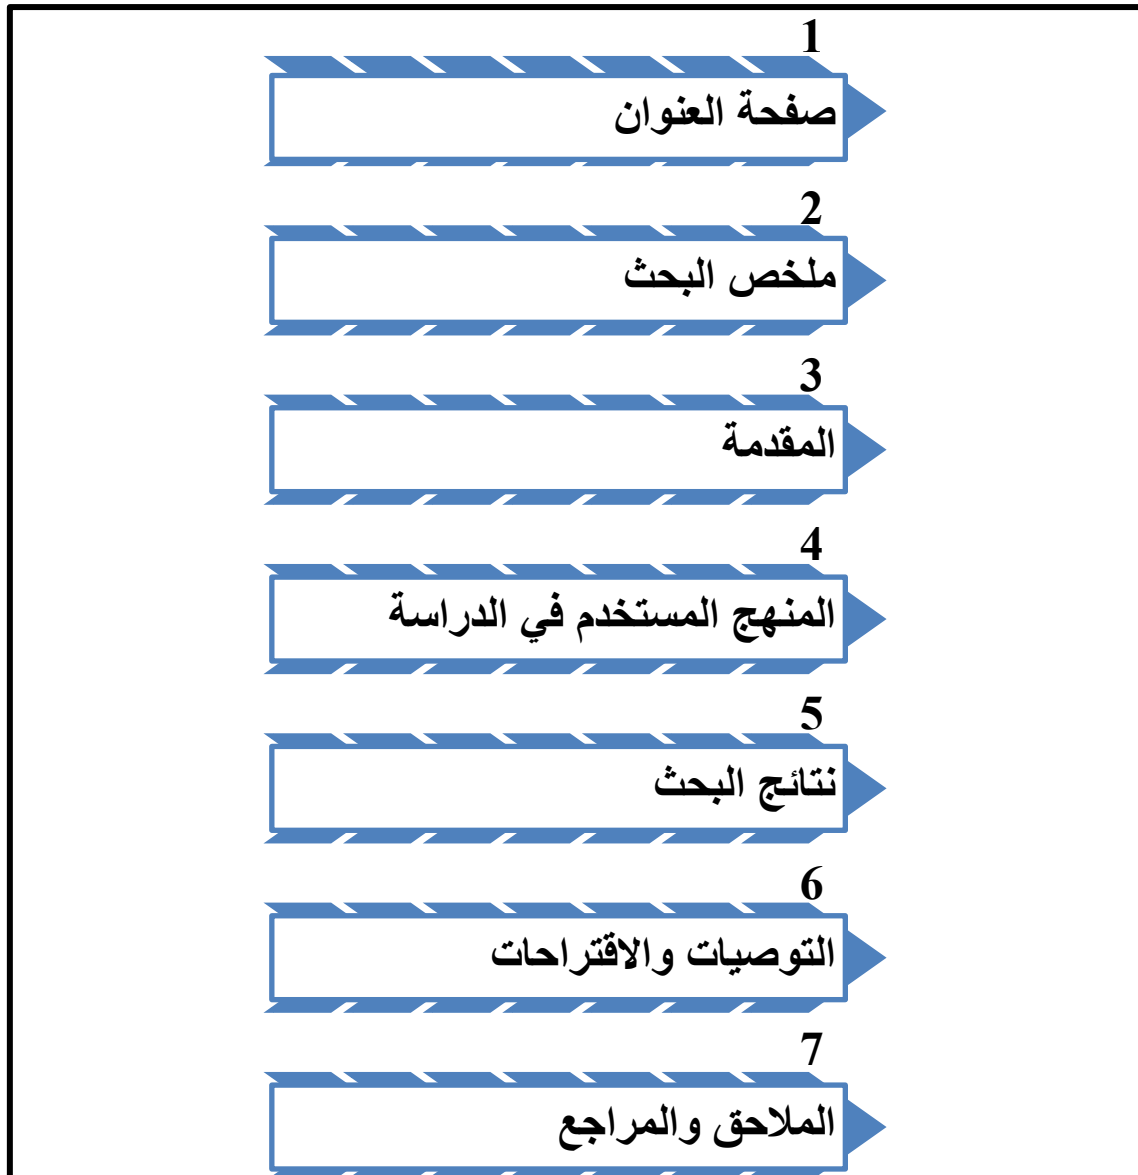 1
صفحة العنوان
2
ملخص البحث
3
المقدمة
4
المنهج المستخدم في الدراسة
5
نتائج البحث
6
التوصيات والاقتراحات
7
الملاحق والمراجع